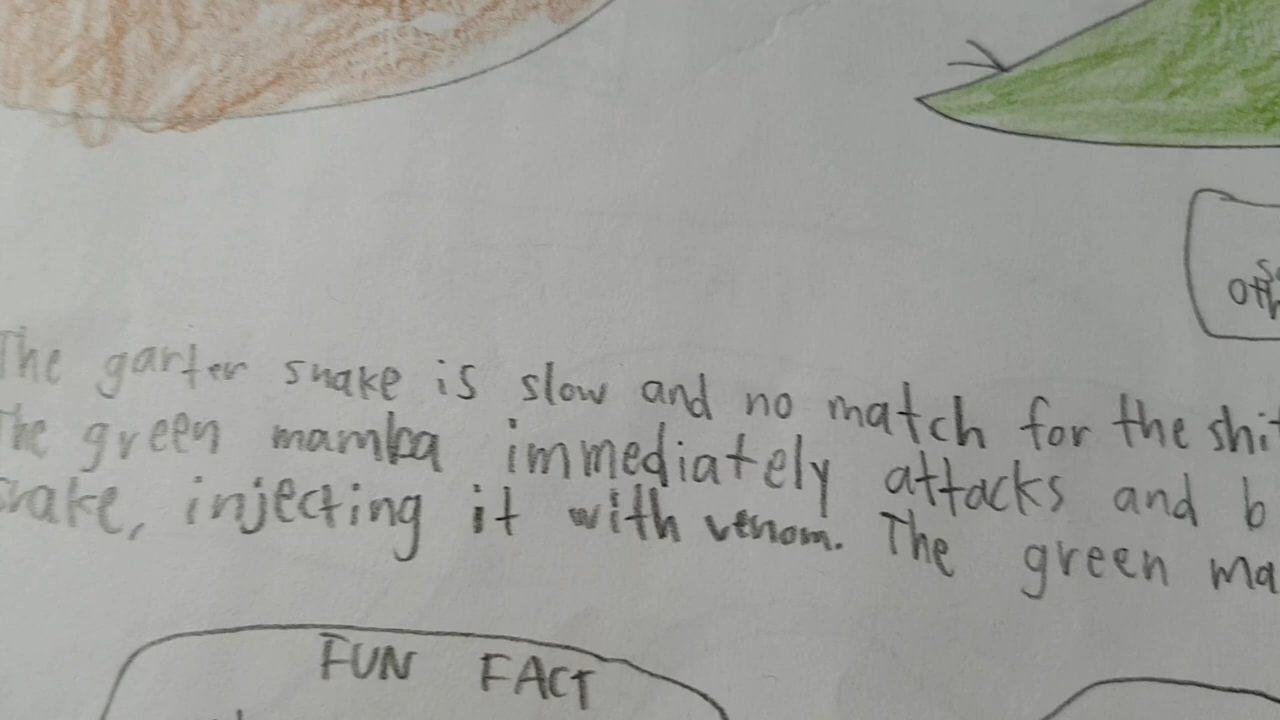 The garter snake is slow and no match for the
The green mamba immediately attacks and
snake, injecting it with venom. The green
FUN FACT